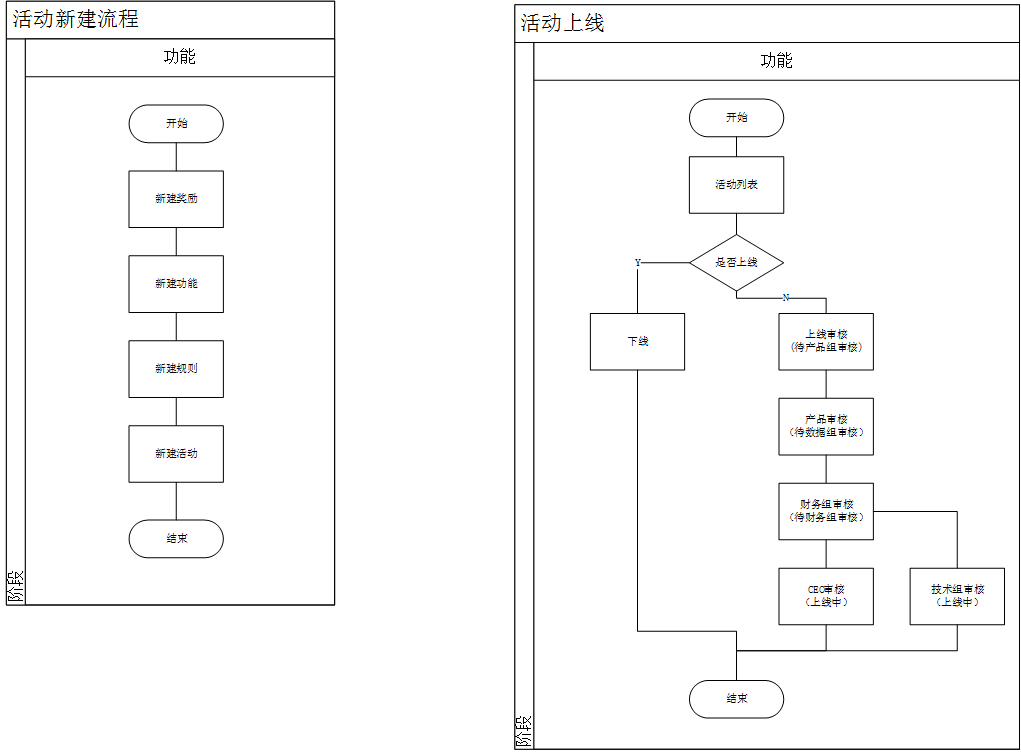 活动新建流程
功能
开始
新建奖励
新建功能
新建规则
新建活动
结束
阶段
活动上线
功能
开始
活动列表
是否上线
Y
N
下线
上线审核
(待产品组审核)
产品审核
（待数据组审核）
财务组审核
（待财务组审核）
CEO审核
（上线中）
技术组审核
（上线中）
结束
阶段